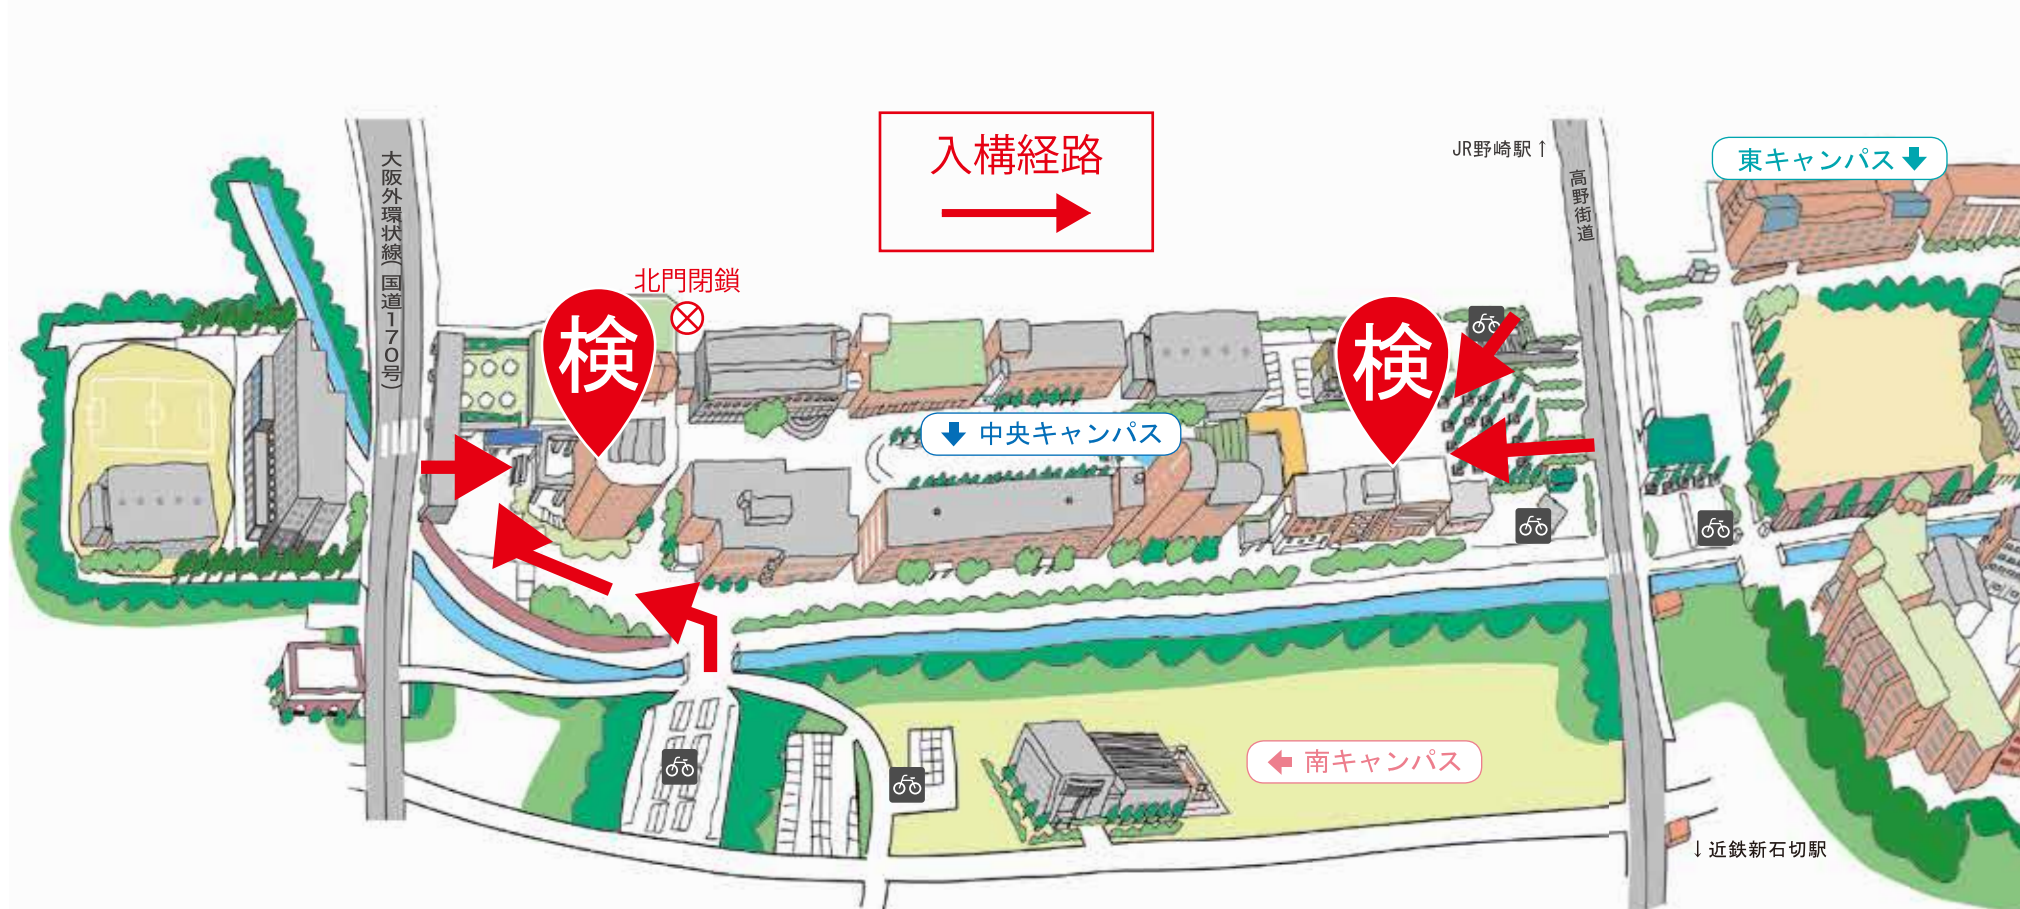 入構経路
JR野崎駅↑
東キャンパス
大阪外環状線(国道170号)
高野街道
北門閉鎖
検
検
中央キャンパス
南キャンパス
↓近鉄新石切駅